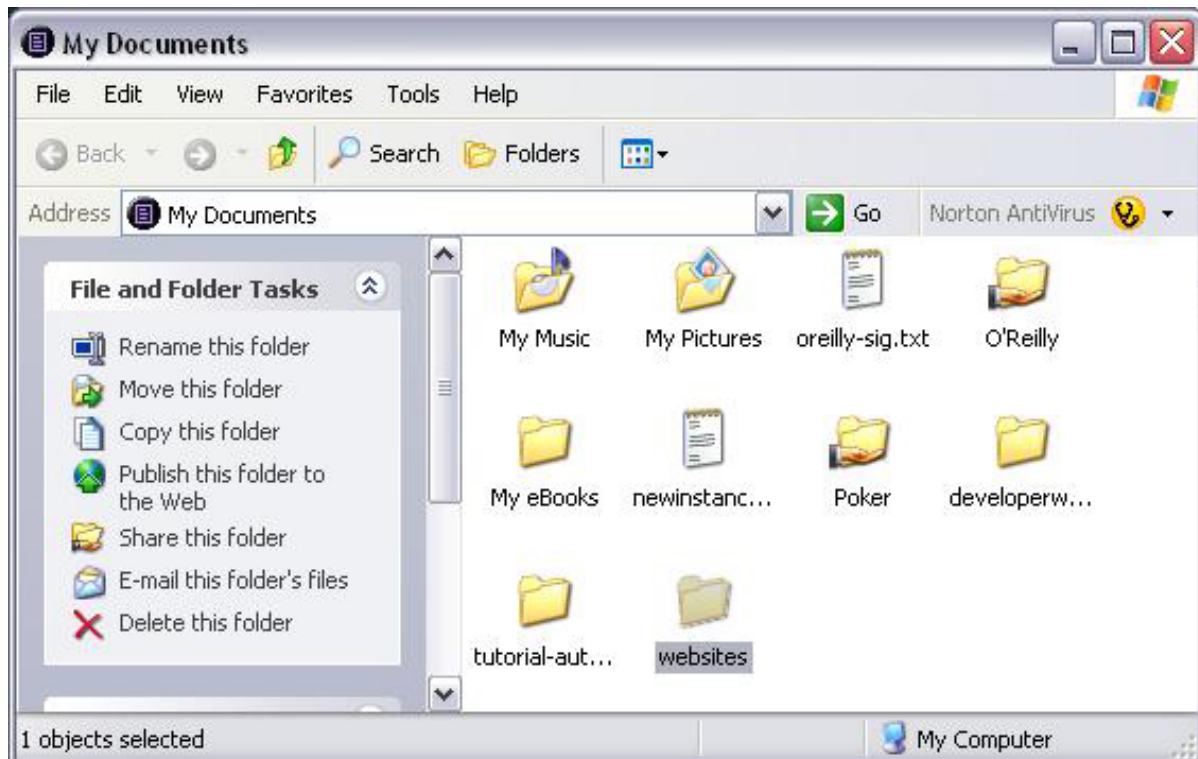 My Documents
File Edit View Favorites Tools Help
Back Search Folders
Address My Documents Go Norton AntiVirus
File and Folder Tasks
Rename this folder
Move this folder
Copy this folder
Publish this folder to
the Web
Share this folder
E-mail this folder's files
Delete this folder
My Music My Pictures oreilly-sig.txt O'Reilly
My eBooks newinstanc... Poker developerw...
tutorial-aut... websites
1 objects selected My Computer